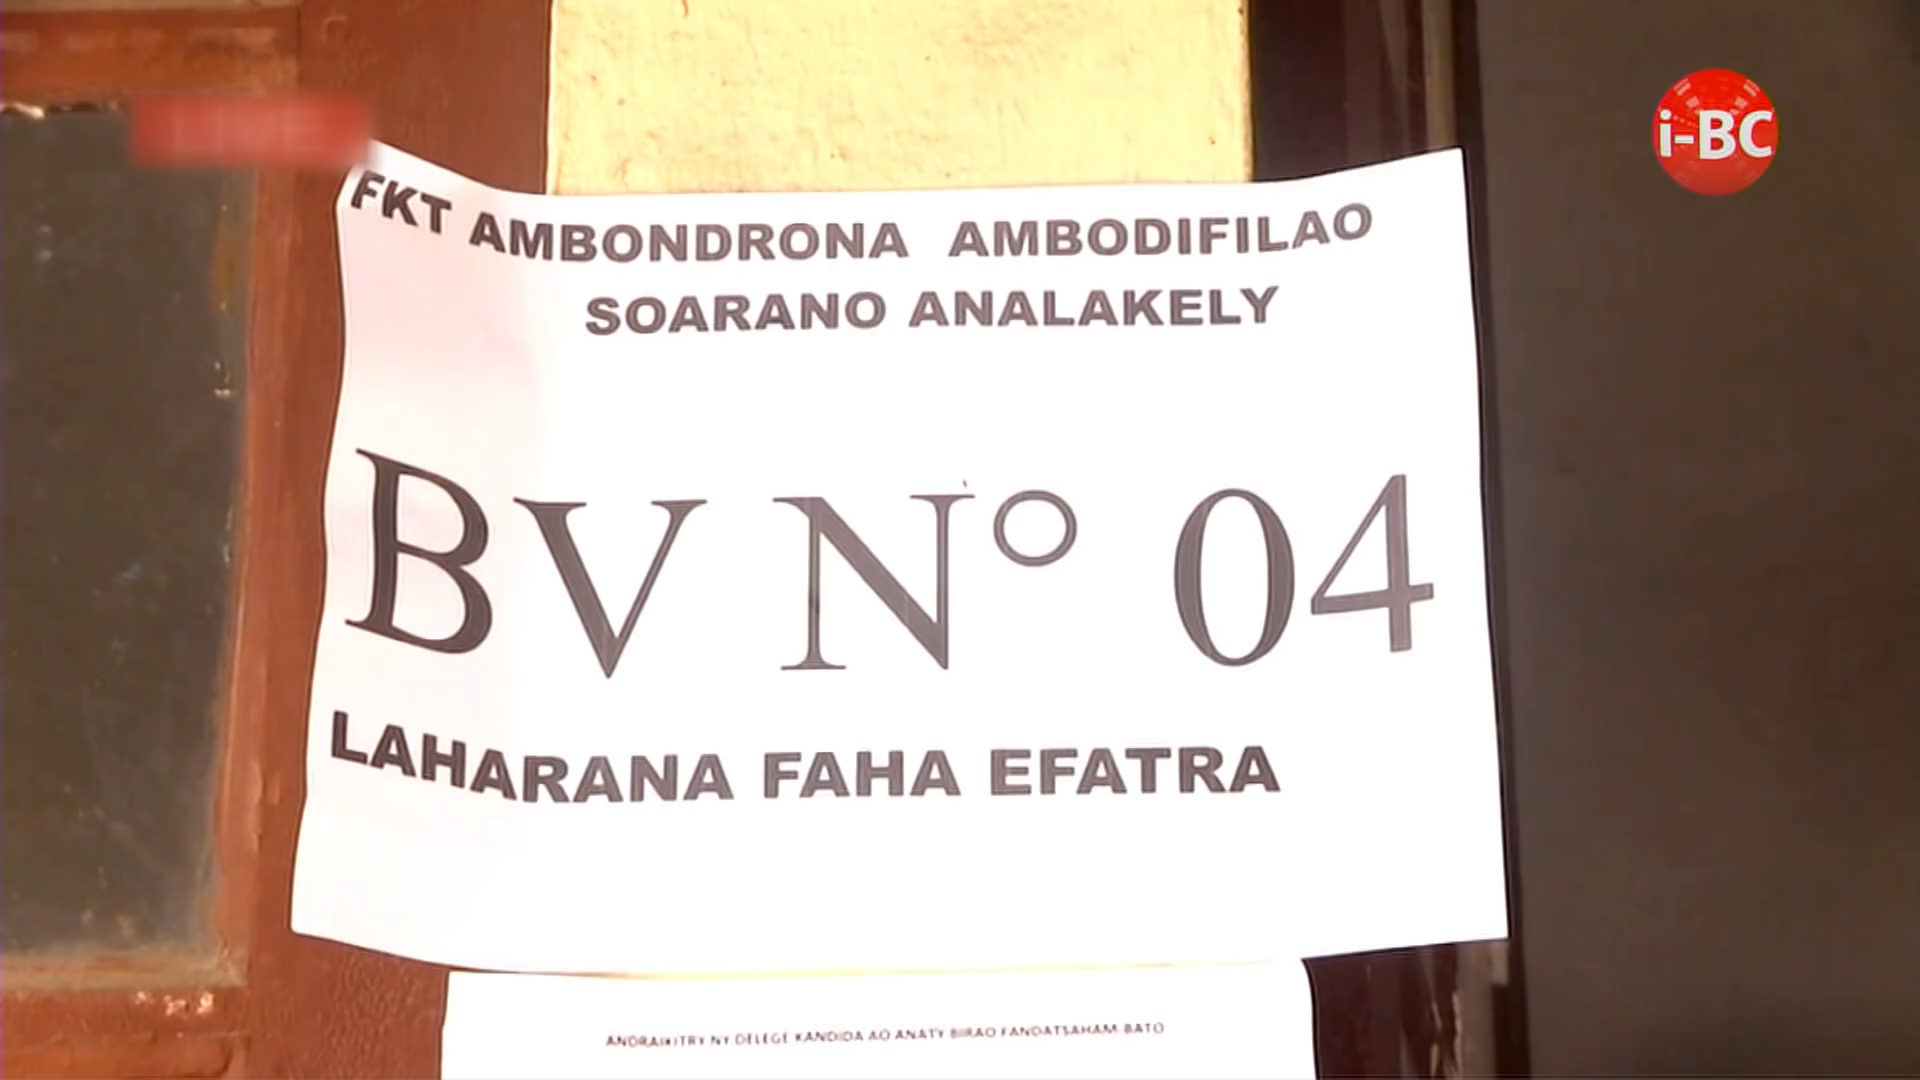 i-BC
FKT AMBONDRONA AMBODIFILAO
SOARANO ANALAKELY
BV N° 04
LAHARANA FAHA EFATRA
ANDRAIKITRY NY DELEGE KANDIDA AO ANATY BIRAO FANDATSAHAM-BATO